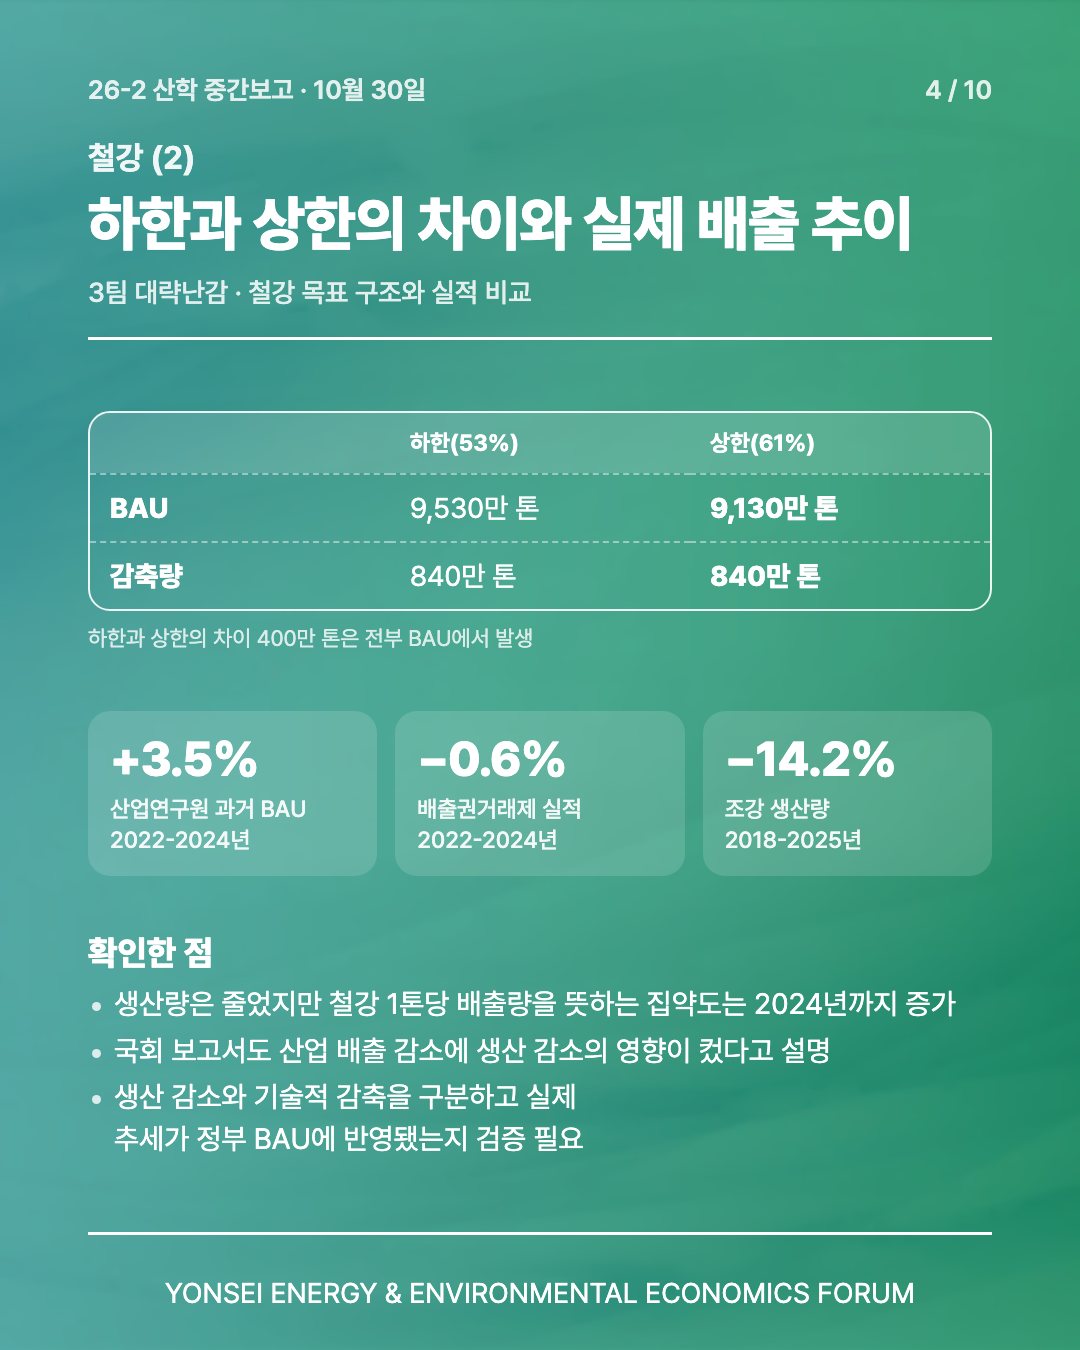 26-2 산학 중간보고 · 10월 30일
4 / 10
철강 (2)
하한과 상한의 차이와 실제 배출 추이
3팀 대략난감 · 철강 목표 구조와 실적 비교
하한(53%) 상한(61%)
BAU 9,530만 톤 9,130만 톤
감축량 840만 톤 840만 톤
하한과 상한의 차이 400만 톤은 전부 BAU에서 발생
+3.5%
산업연구원 과거 BAU
2022-2024년
−0.6%
배출권거래제 실적
2022-2024년
−14.2%
조강 생산량
2018-2025년
확인한 점
• 생산량은 줄었지만 철강 1톤당 배출량을 뜻하는 집약도는 2024년까지 증가
• 국회 보고서도 산업 배출 감소에 생산 감소의 영향이 컸다고 설명
• 생산 감소와 기술적 감축을 구분하고 실제
추세가 정부 BAU에 반영됐는지 검증 필요
YONSEI ENERGY & ENVIRONMENTAL ECONOMICS FORUM